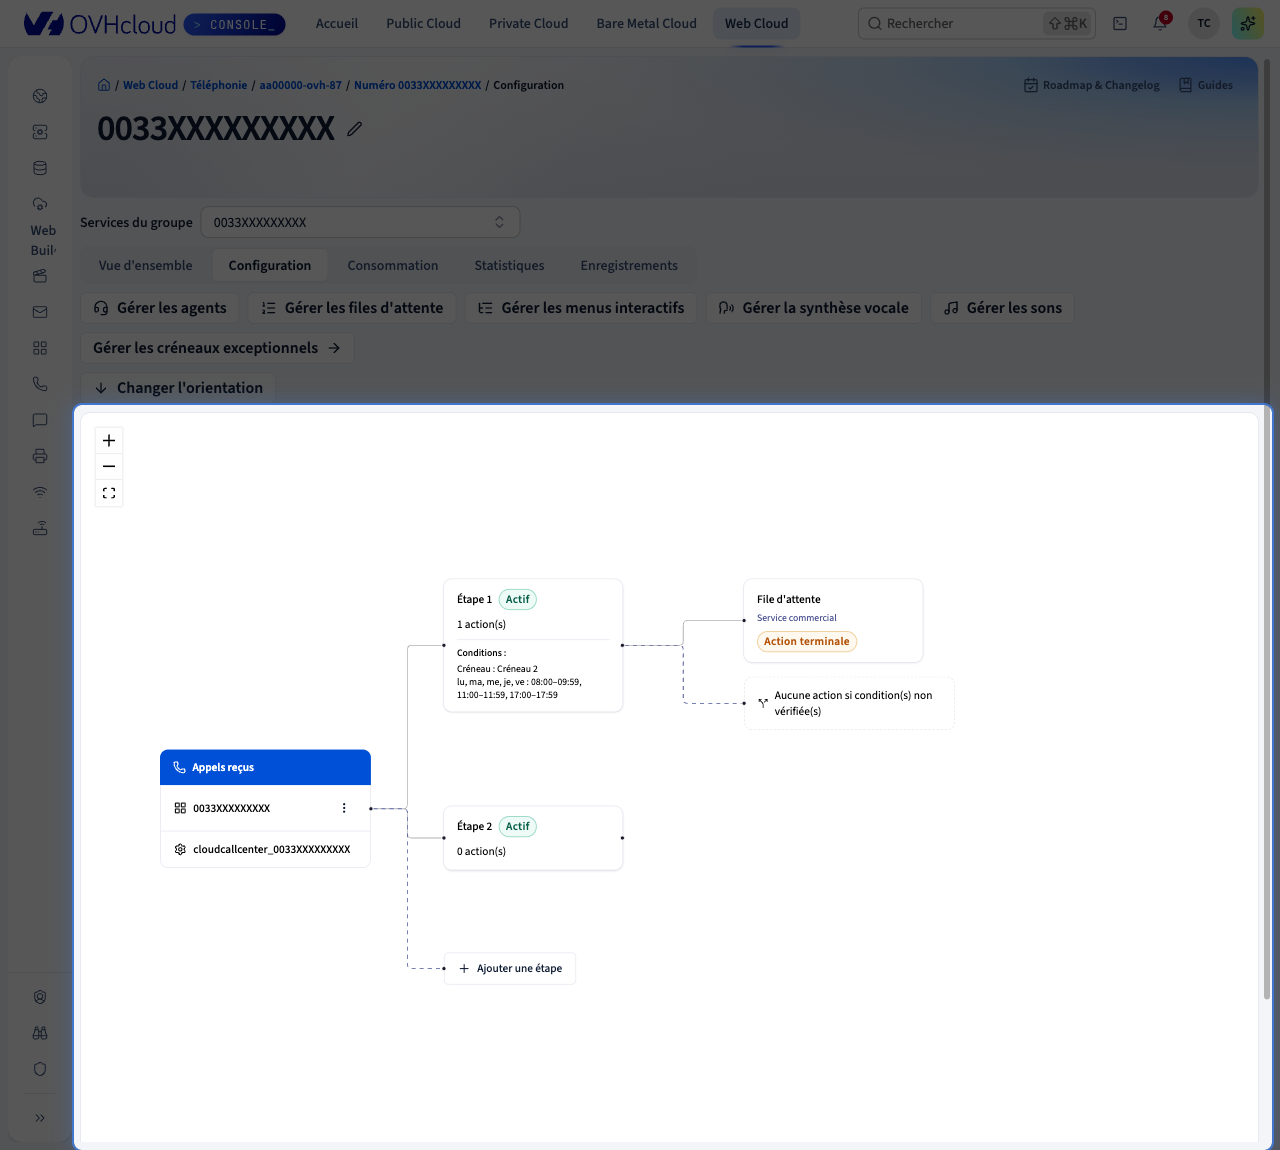 OVHcloud > CONSOLE_ Accueil Public Cloud Private Cloud Bare Metal Cloud Web Cloud Rechercher ⇧⌘K 8 TC
/ Web Cloud / Téléphonie / aa00000-ovh-87 / Numéro 0033XXXXXXXXX / Configuration Roadmap & Changelog Guides
0033XXXXXXXXX
Services du groupe 0033XXXXXXXXX
Web
Buil
Vue d'ensemble Configuration Consommation Statistiques Enregistrements
Gérer les agents Gérer les files d'attente Gérer les menus interactifs Gérer la synthèse vocale Gérer les sons
Gérer les créneaux exceptionnels
Changer l'orientation
Étape 1 Actif
1 action(s)
Conditions :
Créneau : Créneau 2
lu, ma, me, je, ve : 08:00–09:59,
11:00–11:59, 17:00–17:59
File d'attente
Service commercial
Action terminale
Aucune action si condition(s) non
vérifiée(s)
Appels reçus
0033XXXXXXXXX
cloudcallcenter_0033XXXXXXXXX
Étape 2 Actif
0 action(s)
Ajouter une étape